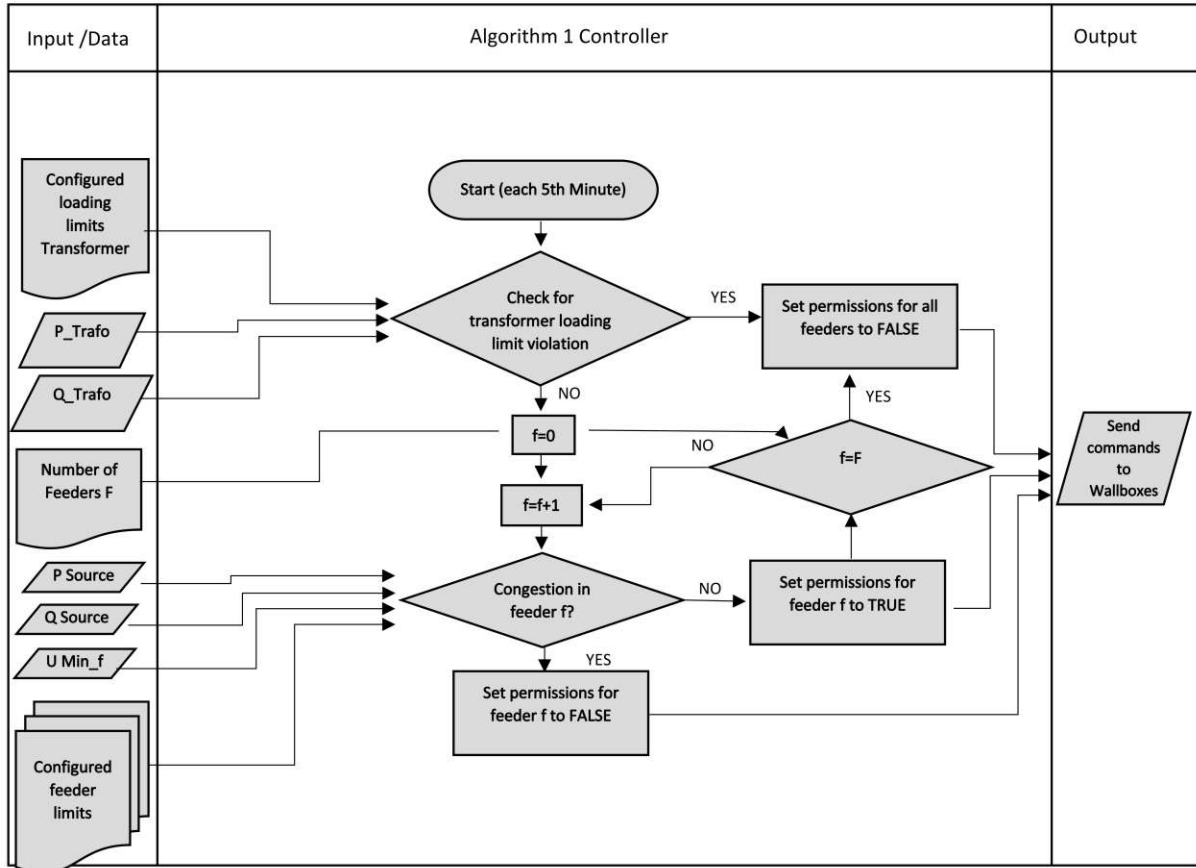 Input /Data
Algorithm 1 Controller
Output
Configured
loading
limits
Transformer
Start (each 5th Minute)
Check for
transformer loading
limit violation
YES
Set permissions for all
feeders to FALSE
P_Trafo
Q_Trafo
NO
YES
f=0
NO
f=F
Send
commands
to
Wallboxes
Number of
Feeders F
f=f+1
P Source
Q Source
U Min_f
Congestion in
feeder f?
NO
Set permissions for
feeder f to TRUE
YES
Set permissions for
feeder f to FALSE
Configured
feeder
limits